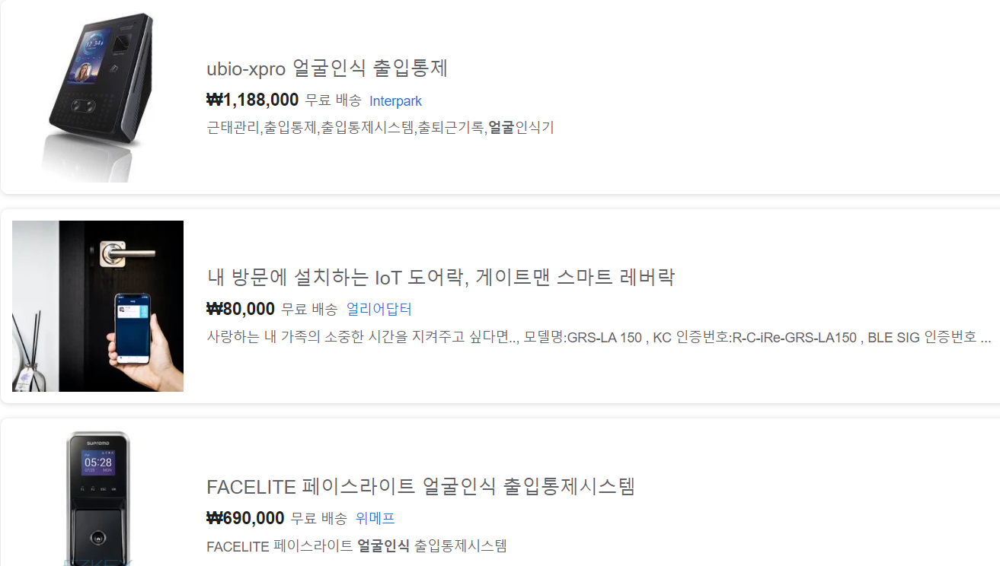 12:34
ubio-xpro 얼굴인식 출입통제
₩1,188,000 무료 배송 Interpark
근태관리,출입통제,출입통제시스템,출퇴근기록,얼굴인식기
내 방문에 설치하는 IoT 도어락, 게이트맨 스마트 레버락
₩80,000 무료 배송 얼리어답터
사랑하는 내 가족의 소중한 시간을 지켜주고 싶다면.., 모델명:GRS-LA 150 , KC 인증번호:R-C-iRe-GRS-LA150 , BLE SIG 인증번호 ...
suprema
AM
05:28
ESC OK
FACELITE 페이스라이트 얼굴인식 출입통제시스템
₩690,000 무료 배송 위메프
FACELITE 페이스라이트 얼굴인식 출입통제시스템